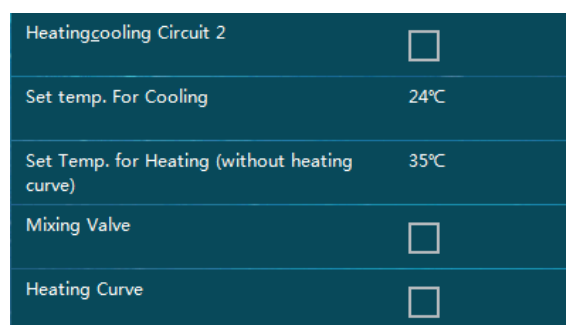 Heatingcooling Circuit 2
Set temp. For Cooling 24℃
Set Temp. for Heating (without heating 35℃
curve)
Mixing Valve
Heating Curve